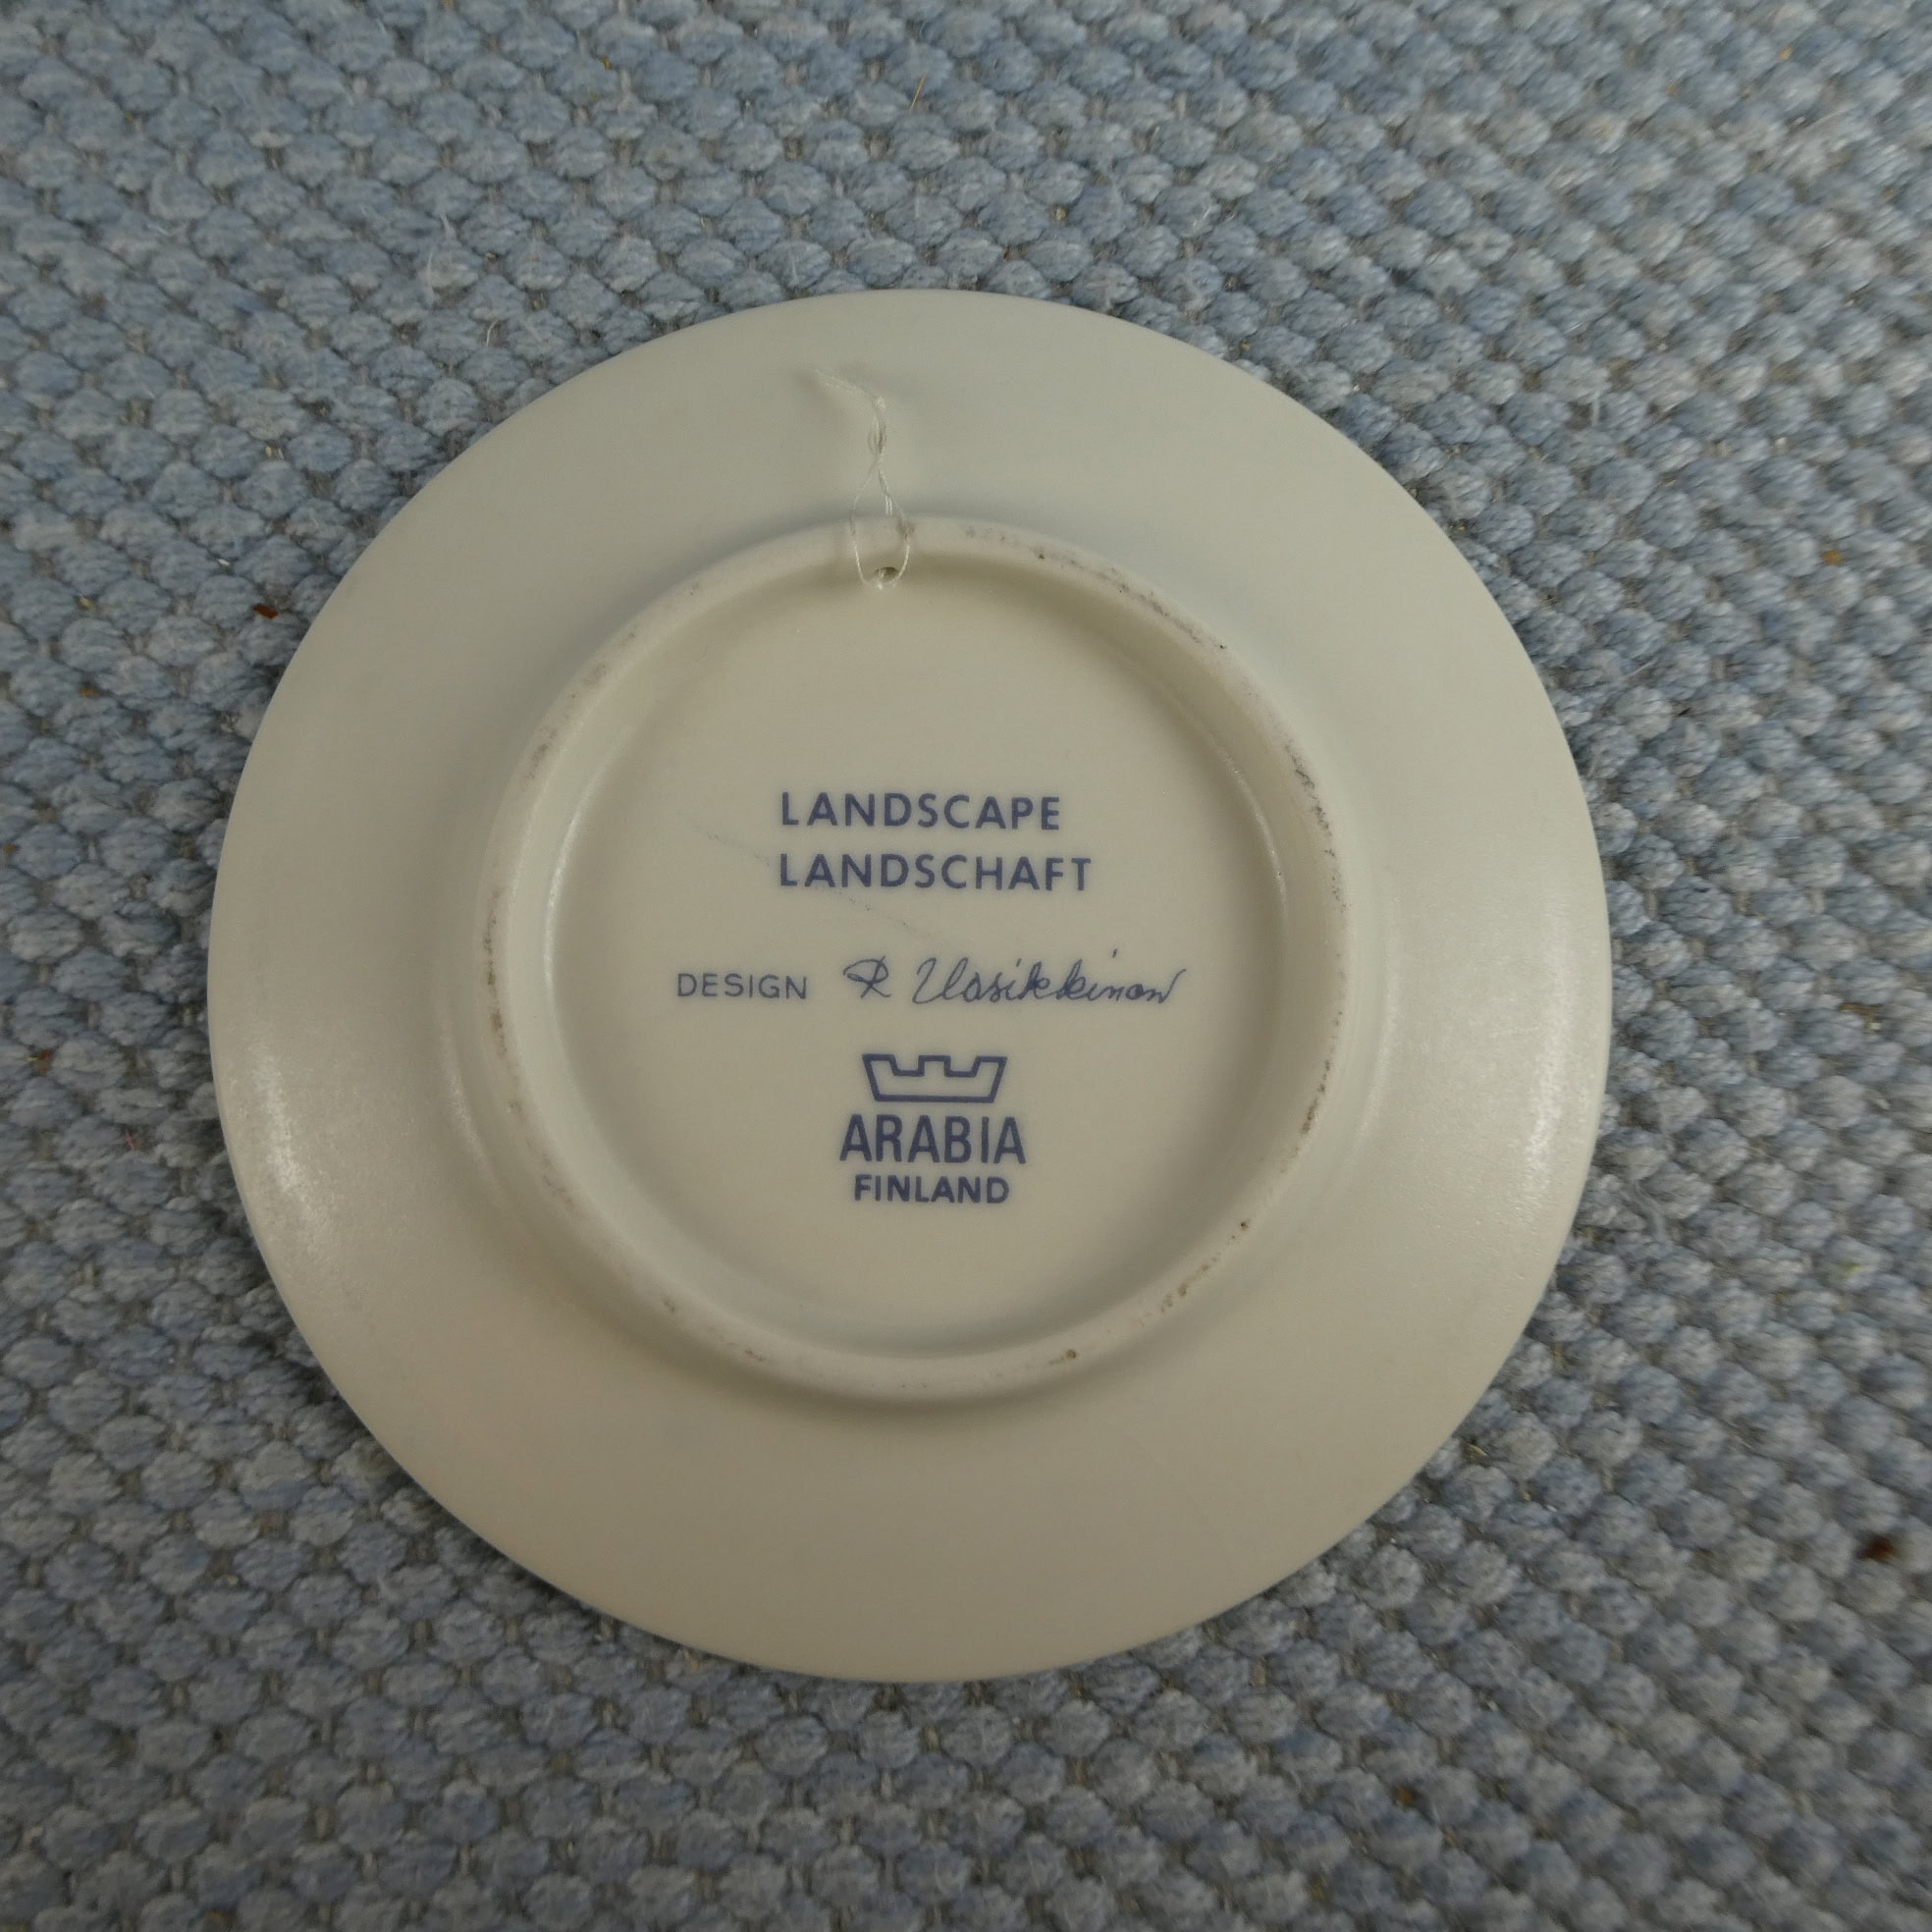 LANDSCAPE
LANDSCHAFT
DESIGN R Uosikkinen
ARABIA
FINLAND